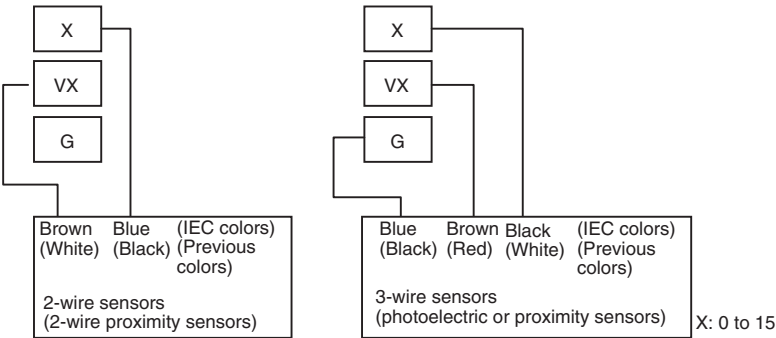 X
VX
G
Brown Blue (IEC colors)
(White) (Black) (Previous
colors)
2-wire sensors
(2-wire proximity sensors)
X
VX
G
Blue Brown Black (IEC colors)
(Black) (Red) (White) (Previous
colors)
3-wire sensors
(photoelectric or proximity sensors)
X: 0 to 15